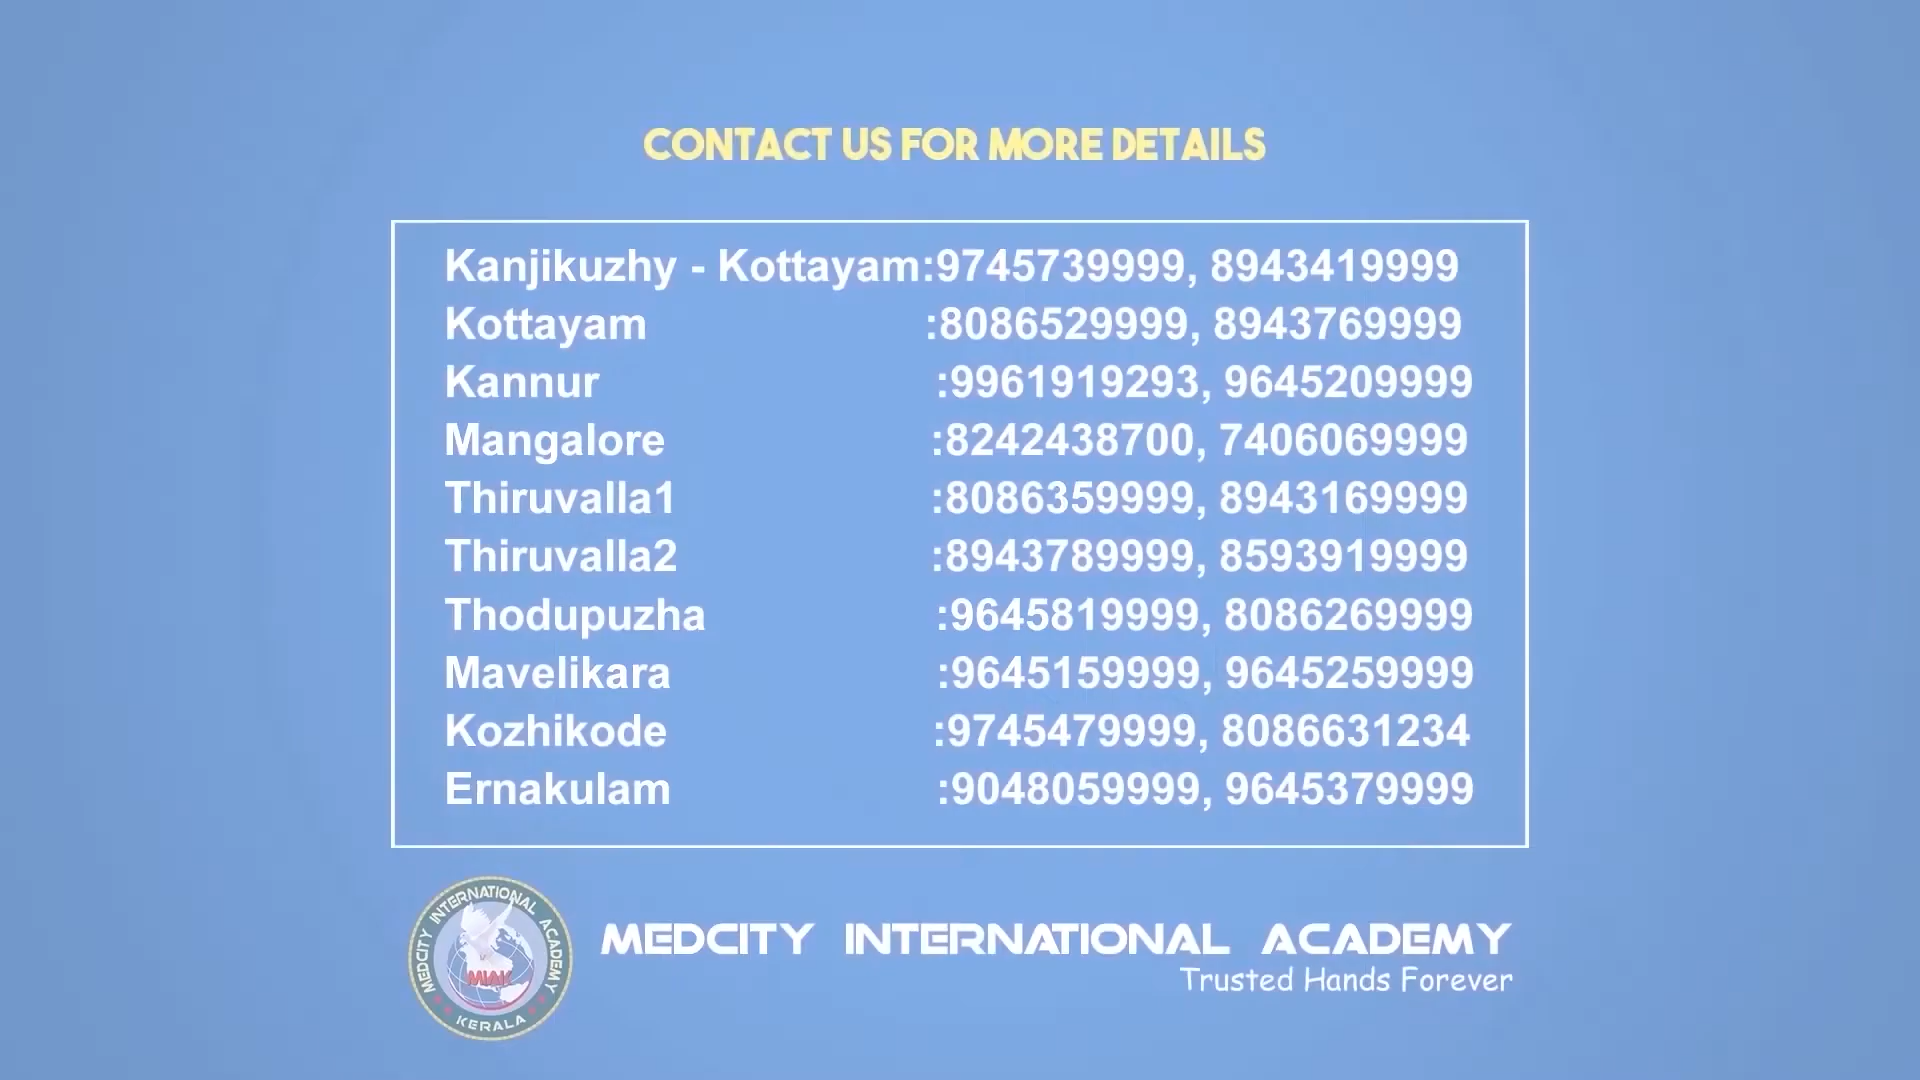 CONTACT US FOR MORE DETAILS
Kanjikuzhy - Kottayam:9745739999, 8943419999
Kottayam :8086529999, 8943769999
Kannur :9961919293, 9645209999
Mangalore :8242438700, 7406069999
Thiruvalla1 :8086359999, 8943169999
Thiruvalla2 :8943789999, 8593919999
Thodupuzha :9645819999, 8086269999
Mavelikara :9645159999, 9645259999
Kozhikode :9745479999, 8086631234
Ernakulam :9048059999, 9645379999
MEDCITY INTERNATIONAL ACADEMY
MIAK
KERALA
MEDCITY INTERNATIONAL ACADEMY
Trusted Hands Forever